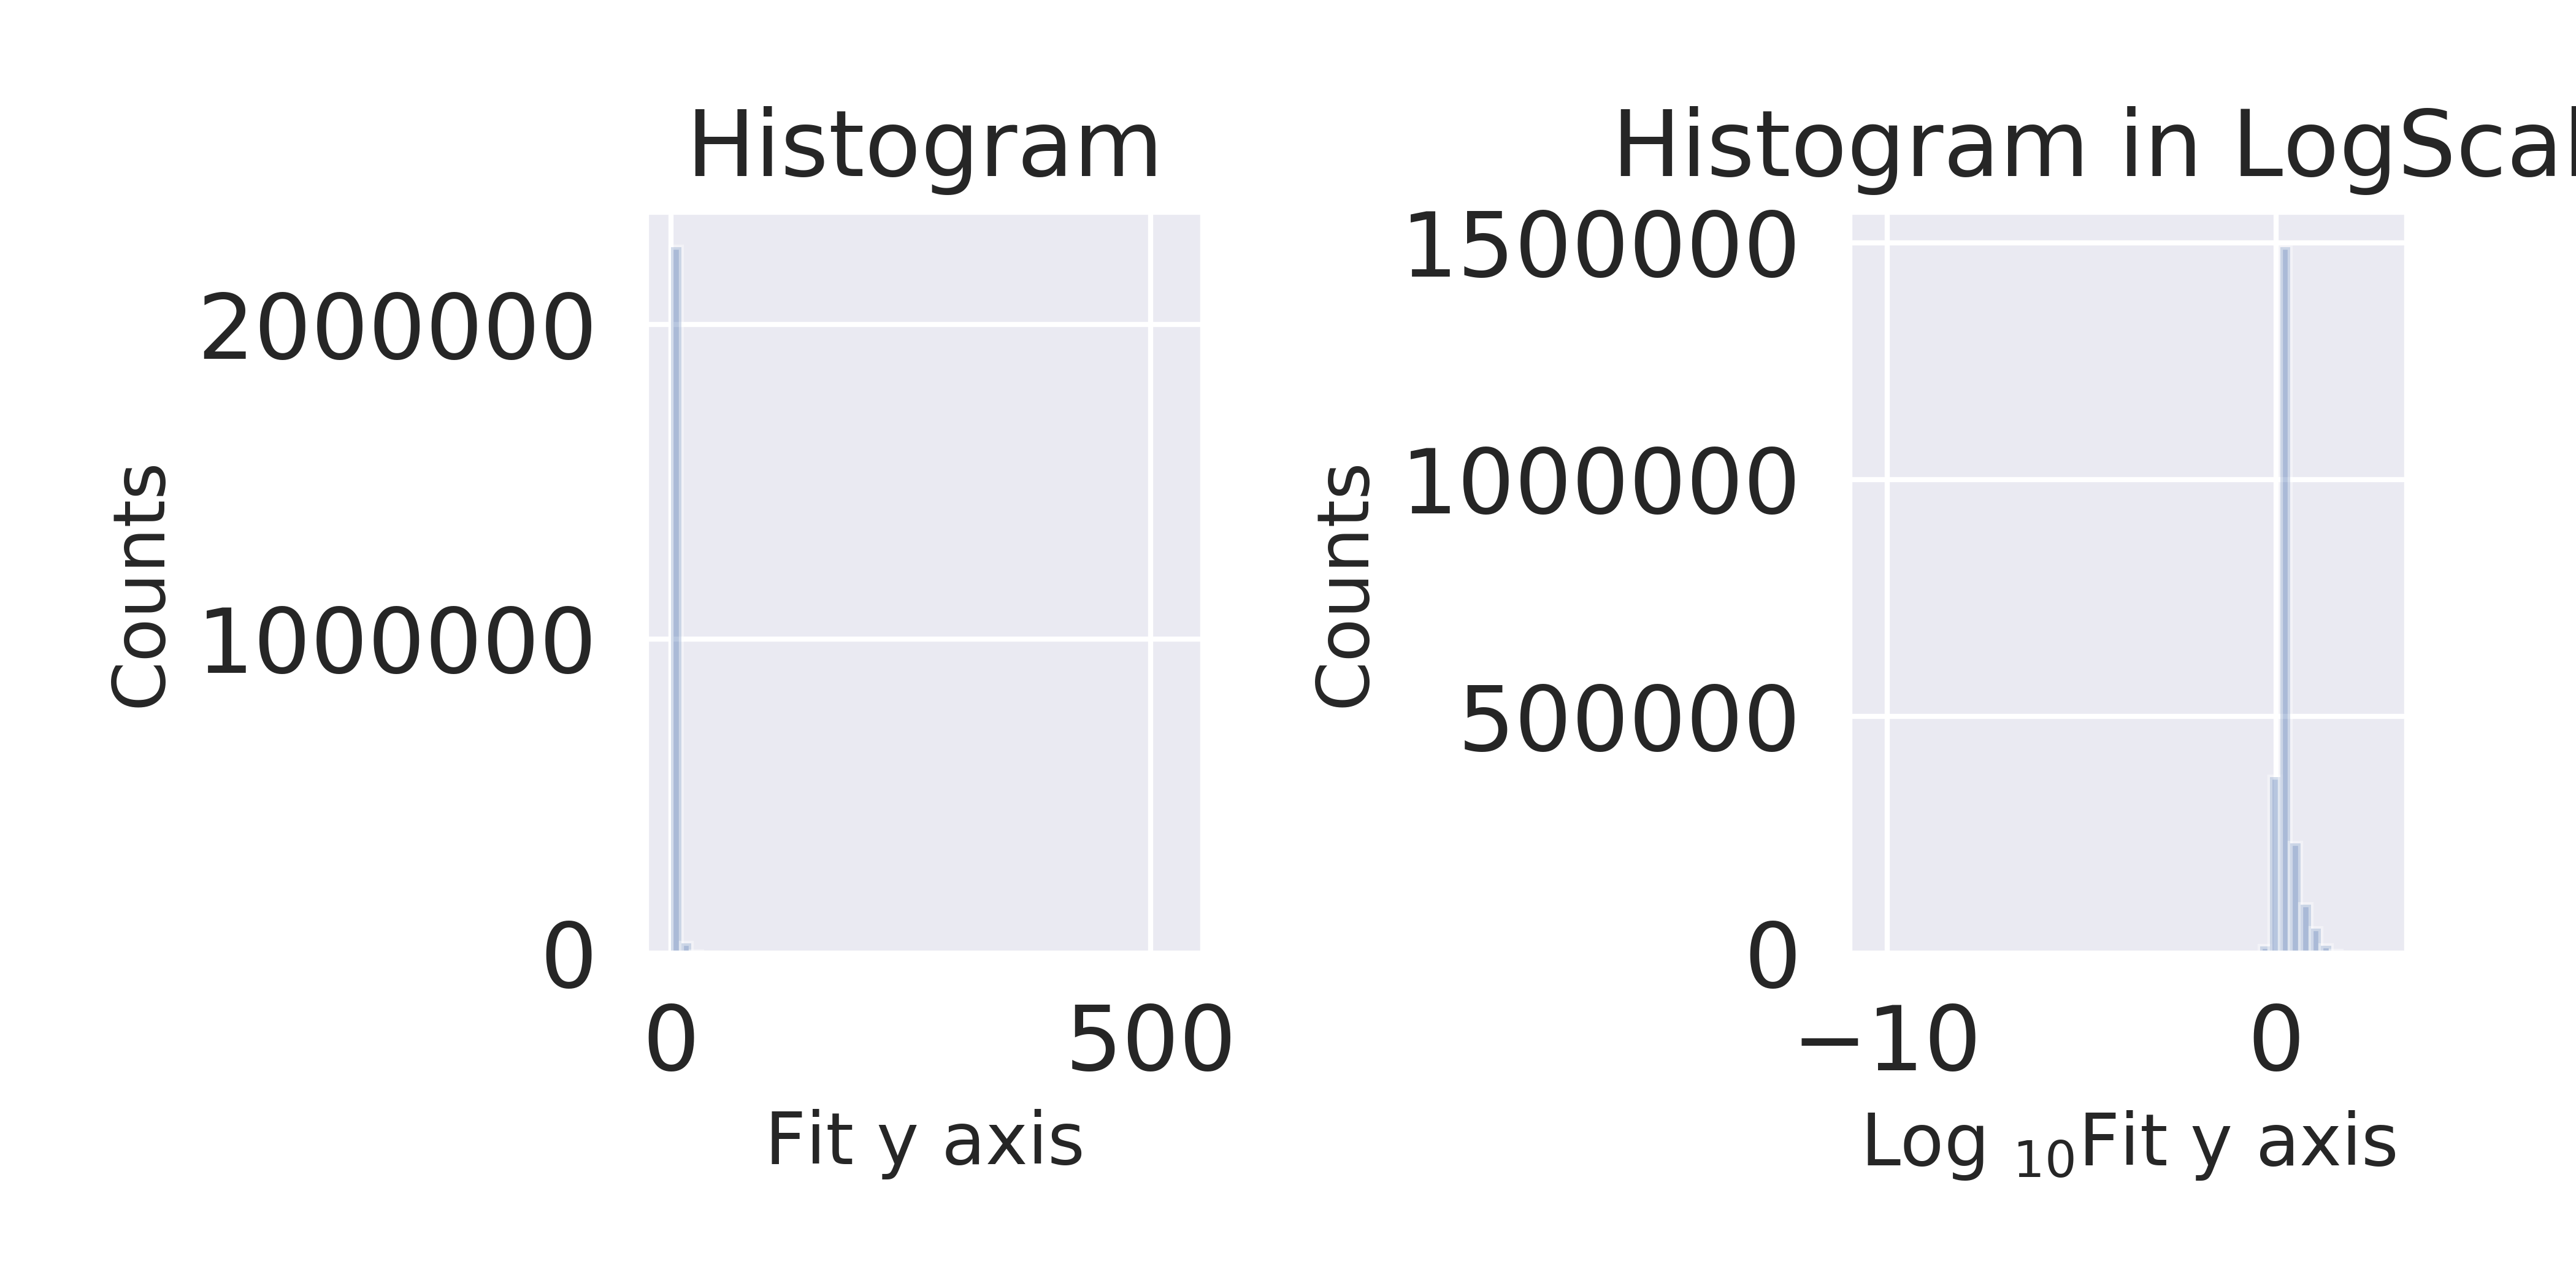 Histogram
Counts
2000000
1000000
0
0 500
Fit y axis
Histogram in LogScal
Counts
1500000
1000000
500000
0
−10 0
Log 10Fit y axis